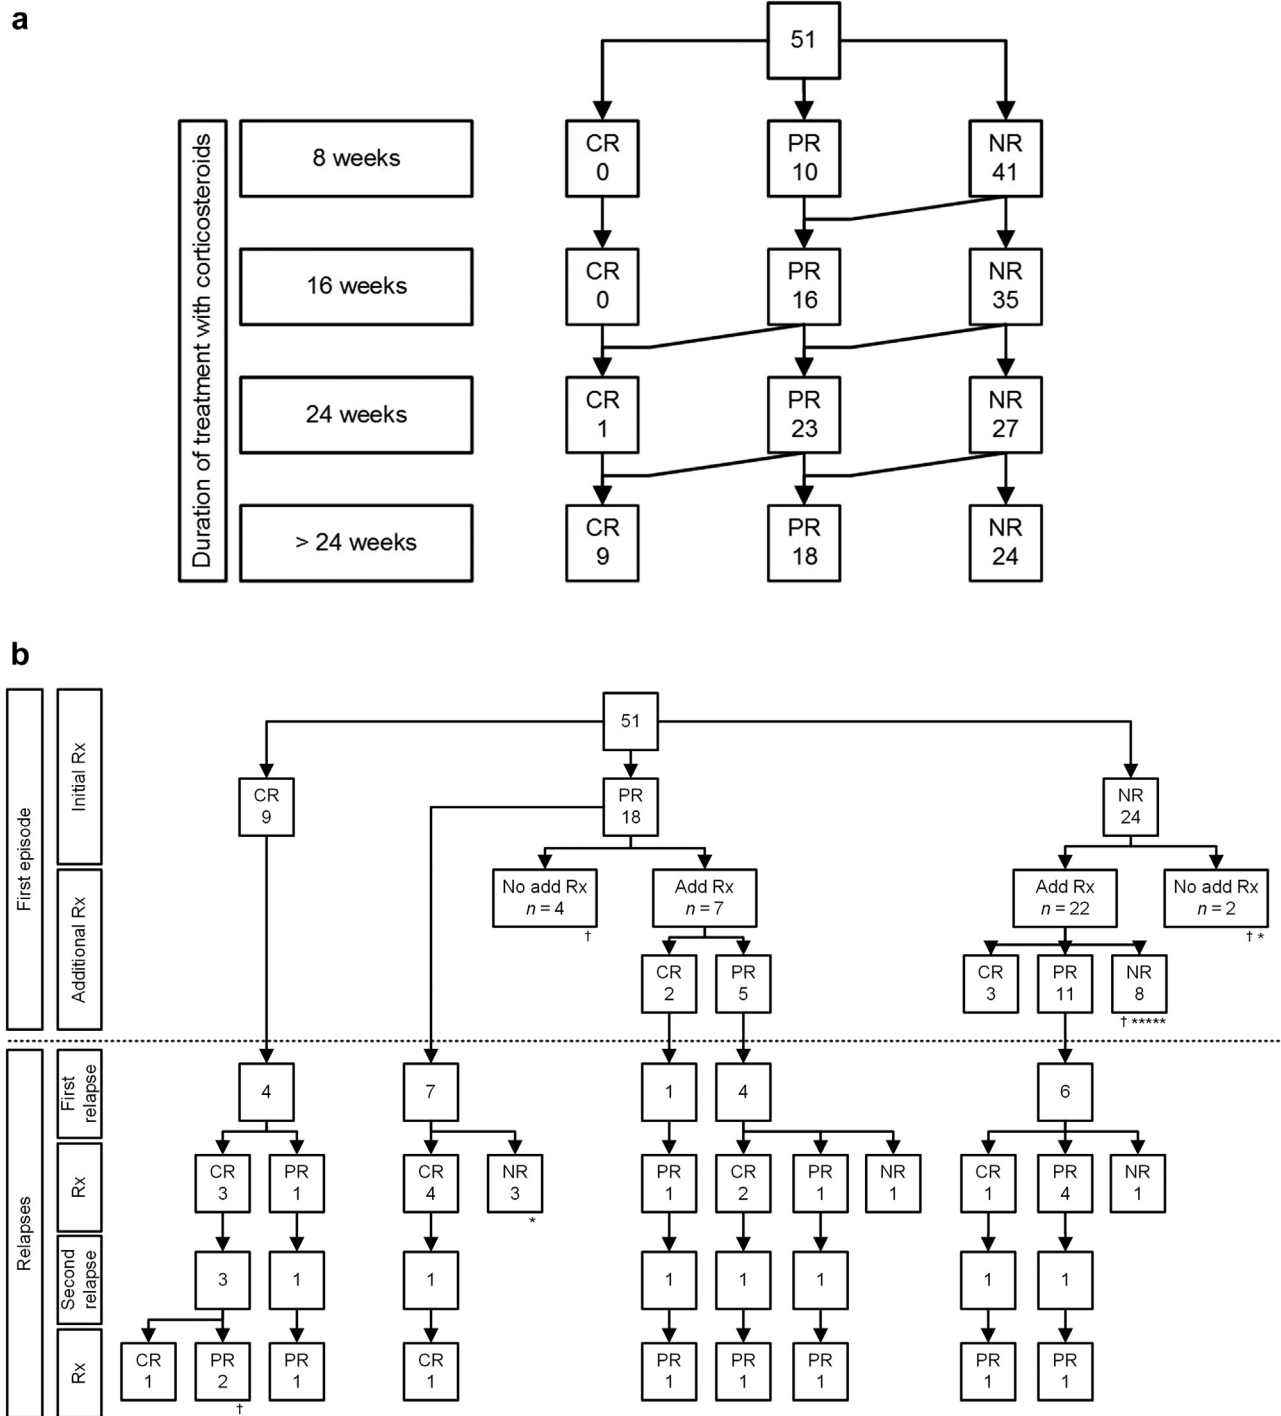 a
51
Duration of treatment with corticosteroids
8 weeks
CR
0
PR
10
NR
41
16 weeks
CR
0
PR
16
NR
35
24 weeks
CR
1
PR
23
NR
27
> 24 weeks
CR
9
PR
18
NR
24
b
First episode
Initial Rx
51
CR
9
PR
18
NR
24
Additional Rx
No add Rx
n = 4
†
Add Rx
n = 7
Add Rx
n = 22
No add Rx
n = 2
† *
CR
2
PR
5
CR
3
PR
11
NR
8
† *****
Relapses
First
relapse
4
7
1
4
6
Rx
CR
3
PR
1
CR
4
NR
3
*
PR
1
CR
2
PR
1
NR
1
CR
1
PR
4
NR
1
Second
relapse
3
1
1
1
1
1
1
1
Rx
CR
1
PR
2
†
PR
1
CR
1
PR
1
PR
1
PR
1
PR
1
PR
1